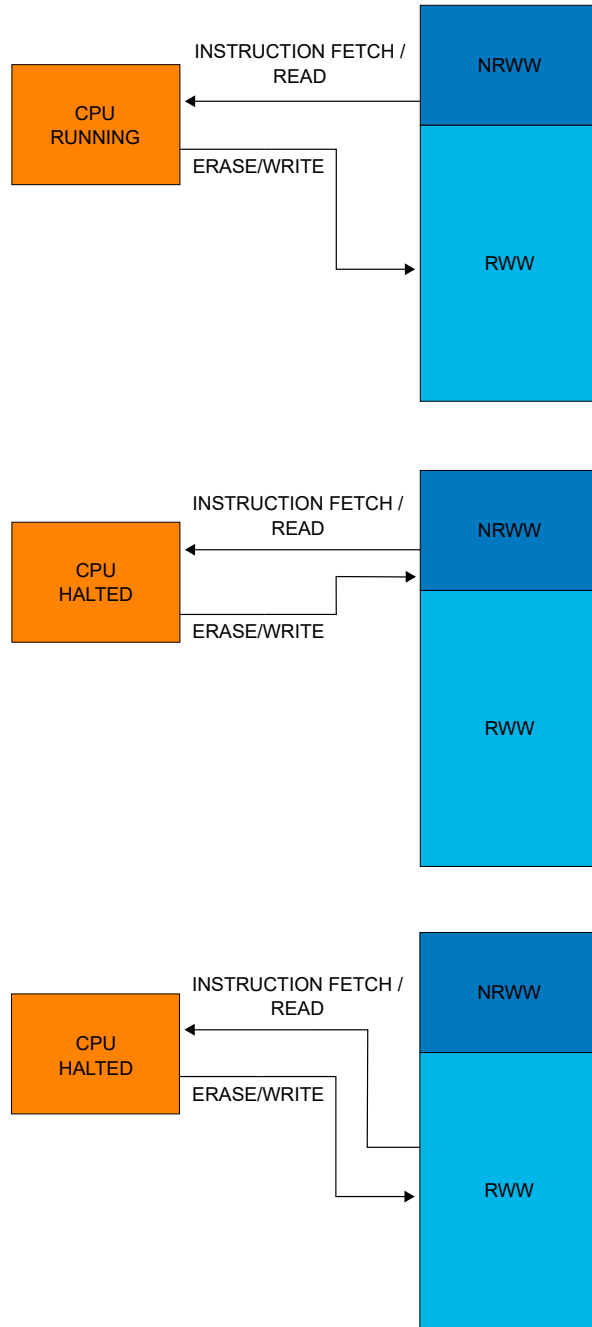 INSTRUCTION FETCH /
READ
NRWW
CPU
RUNNING
ERASE/WRITE
RWW
INSTRUCTION FETCH /
READ
NRWW
CPU
HALTED
ERASE/WRITE
RWW
INSTRUCTION FETCH /
READ
NRWW
CPU
HALTED
ERASE/WRITE
RWW